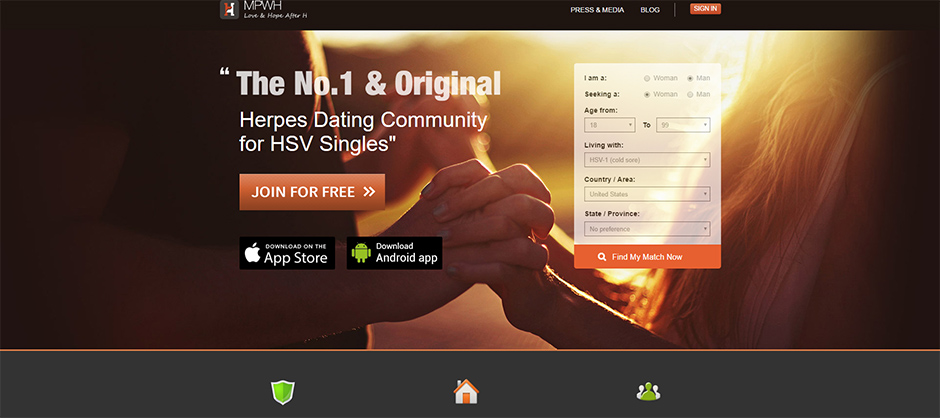 MPWH
Love & Hope After H
PRESS & MEDIA
BLOG
SIGN IN
“ The No.1 & Original
Herpes Dating Community
for HSV Singles"
JOIN FOR FREE »
DOWNLOAD ON THE
App Store
Download
Android app
I am a: Woman Man
Seeking a: Woman Man
Age from:
18 To 99
Living with:
HSV-1 (cold sore)
Country / Area:
United States
State / Province:
No preference
Find My Match Now